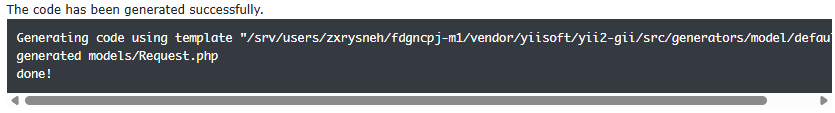 The code has been generated successfully.
Generating code using template "/srv/users/zxrysneh/fdgncpj-m1/vendor/yiisoft/yii2-gii/src/generators/model/defau
generated models/Request.php
done!